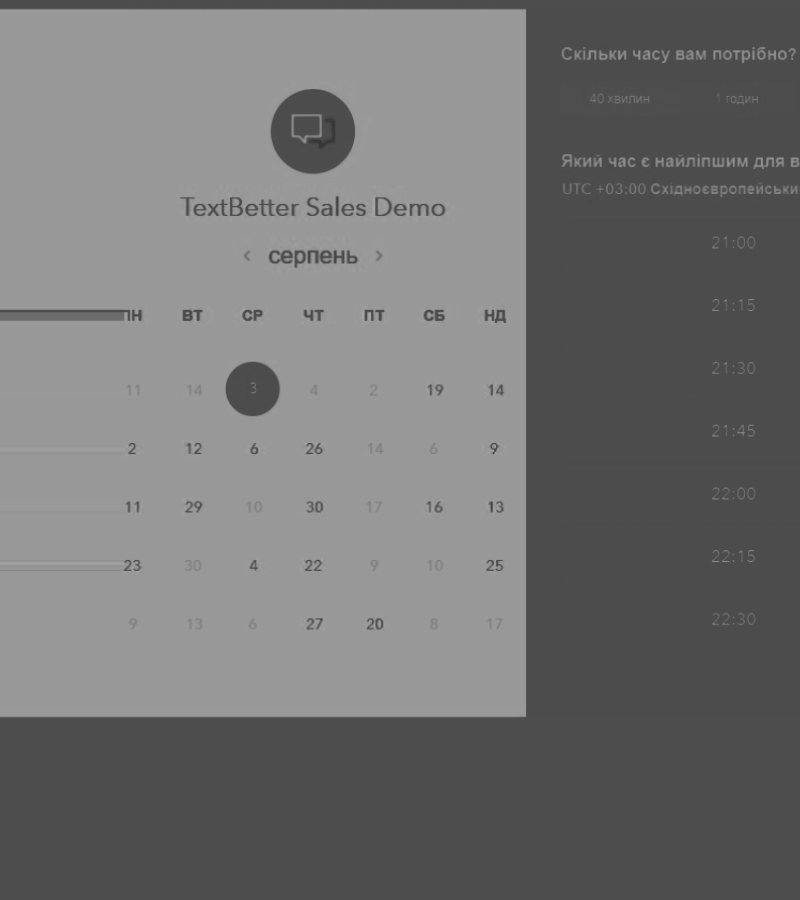 TextBetter Sales Demo
‹ серпень ›
ПН ВТ СР ЧТ ПТ СБ НД
11 14 3 4 2 19 14
2 12 6 26 14 6 9
11 29 10 30 17 16 13
23 30 4 22 9 10 25
9 13 6 27 20 8 17
Скільки часу вам потрібно?
40 хвилин 1 годин
Який час є найліпшим для в
UTC +03:00 Східноєвропейськи
21:00
21:15
21:30
21:45
22:00
22:15
22:30